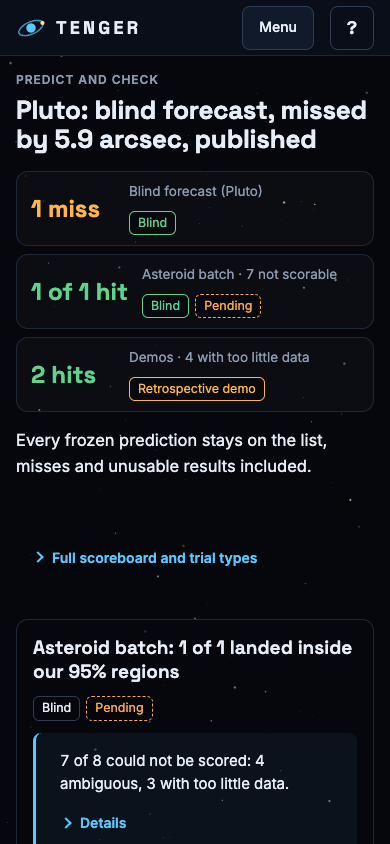 TENGER
Menu
?
PREDICT AND CHECK
Pluto: blind forecast, missed
by 5.9 arcsec, published
1 miss
Blind forecast (Pluto)
Blind
1 of 1 hit
Asteroid batch · 7 not scorable
Blind
Pending
2 hits
Demos · 4 with too little data
Retrospective demo
Every frozen prediction stays on the list,
misses and unusable results included.
Full scoreboard and trial types
Asteroid batch: 1 of 1 landed inside
our 95% regions
Blind
Pending
7 of 8 could not be scored: 4
ambiguous, 3 with too little data.
Details